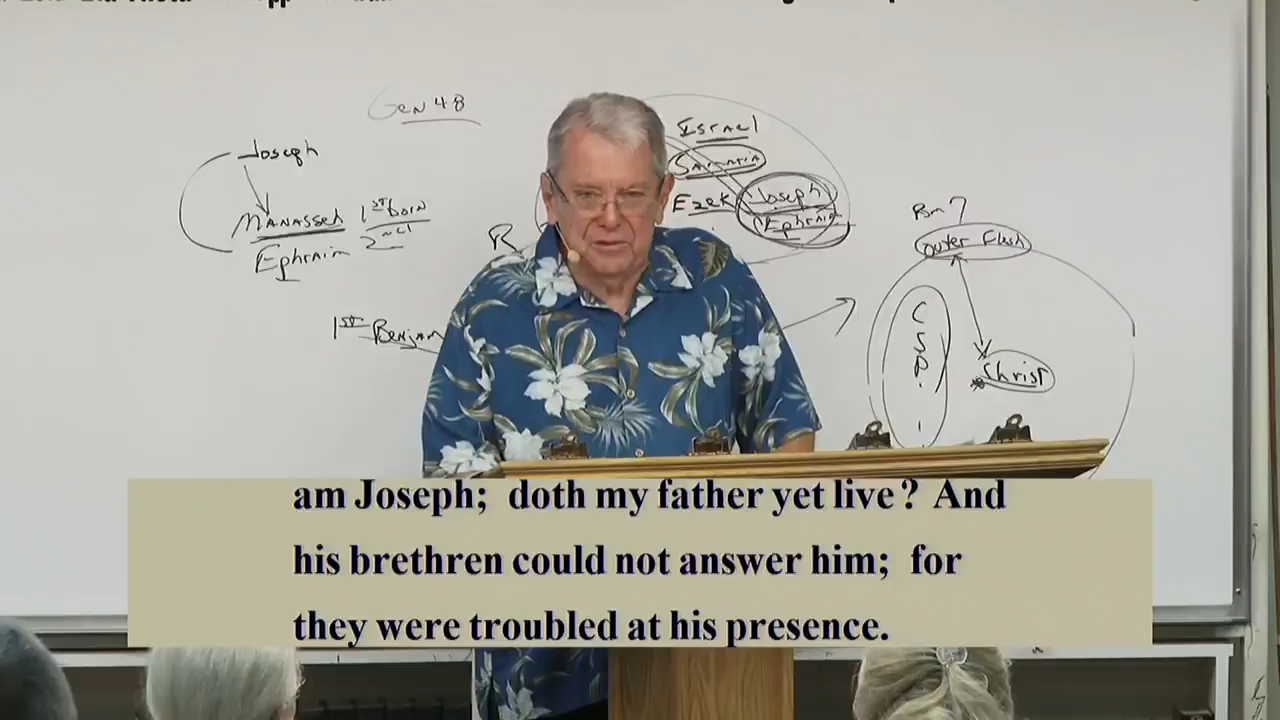 Gen 48
Joseph
MANASSEH 1ST born
Ephraim 2nd
1ST Benjam
R
Israel
Samaria
Ezek Joseph
Ephraim
Rm 7
outer Flesh
Christ
am Joseph; doth my father yet live? And
his brethren could not answer him; for
they were troubled at his presence.